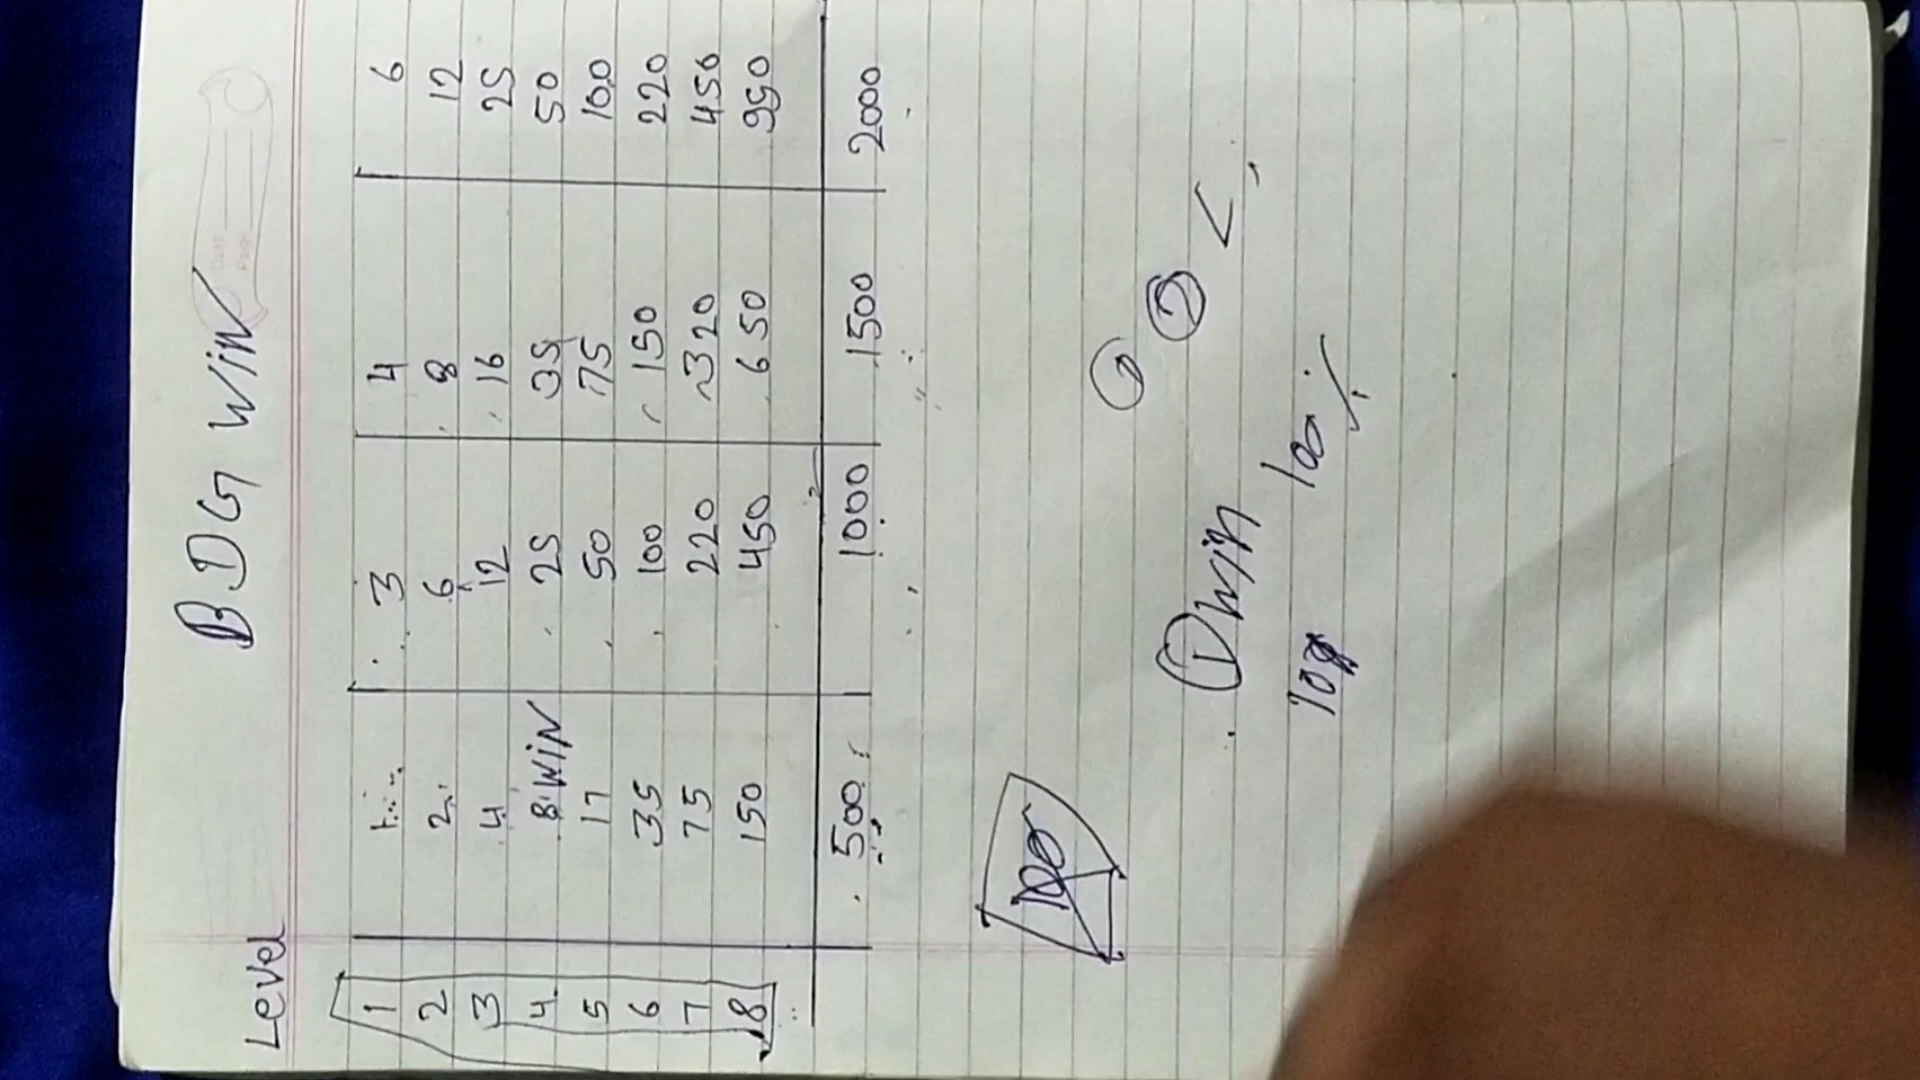 BDG WIN
Level
1 1 3 4 6
2 2 6 8 12
3 4 12 16 25
4 8 WIN 25 35 50
5 17 50 75 100
6 35 100 150 220
7 75 220 320 450
8 150 450 650 950
500 1000 1500 2000
100
① Win
100%